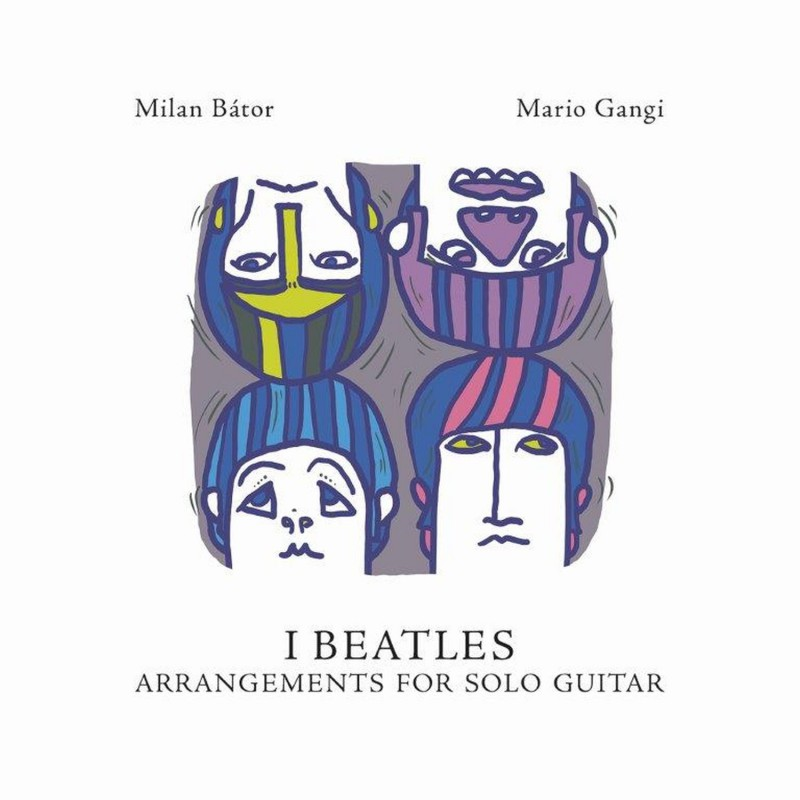 Milan Bátor
Mario Gangi
I BEATLES
ARRANGEMENTS FOR SOLO GUITAR